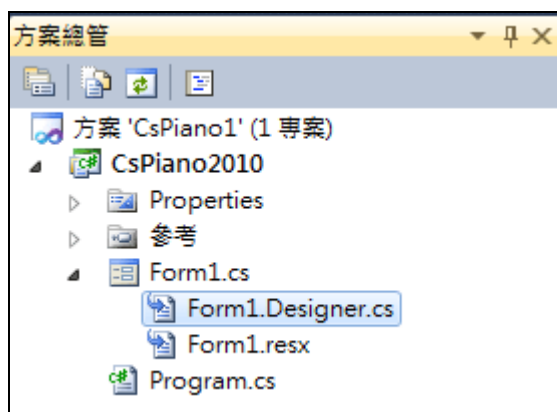 方案總管
方案 'CsPiano1' (1 專案)
CsPiano2010
Properties
參考
Form1.cs
Form1.Designer.cs
Form1.resx
Program.cs